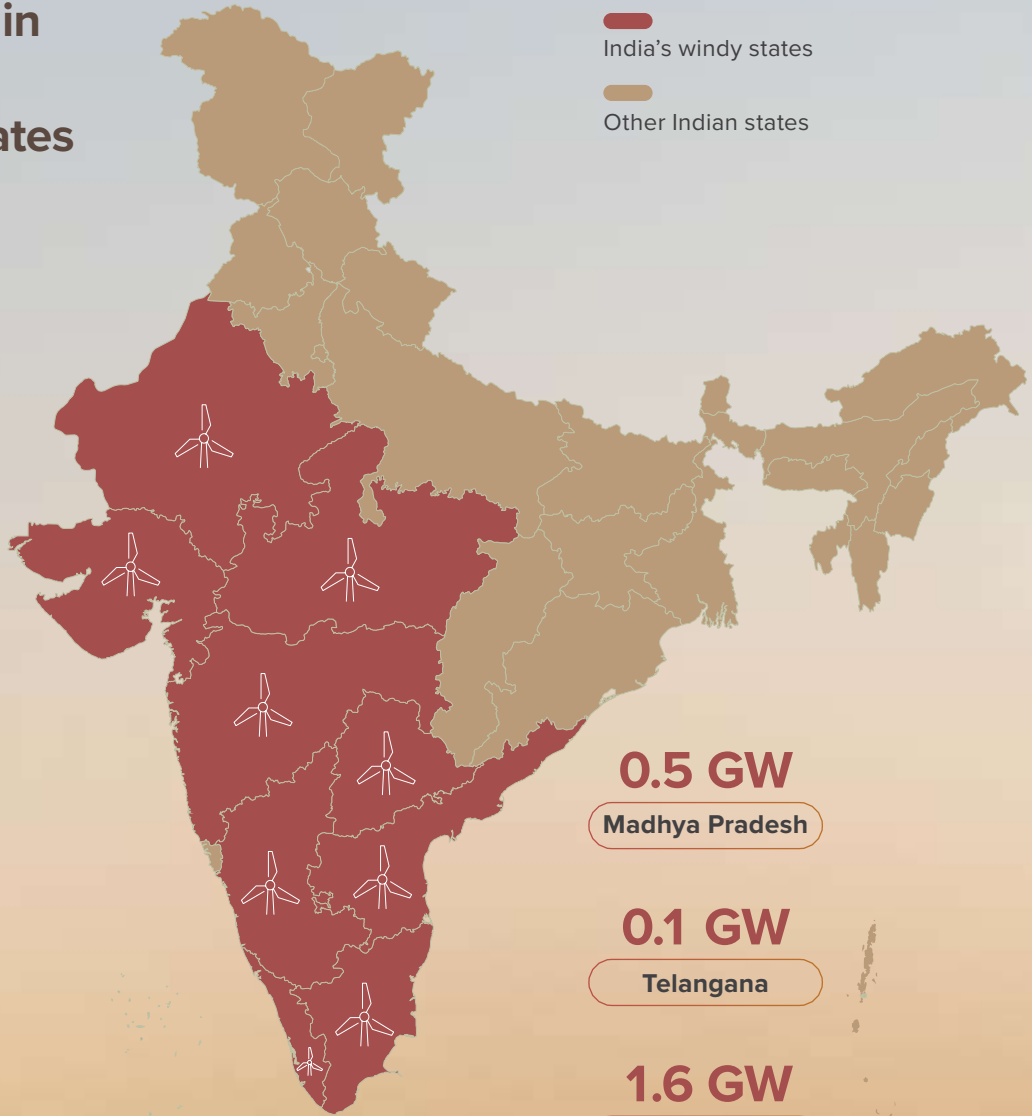 in
ates
India's windy states
Other Indian states
0.5 GW
Madhya Pradesh
0.1 GW
Telangana
1.6 GW